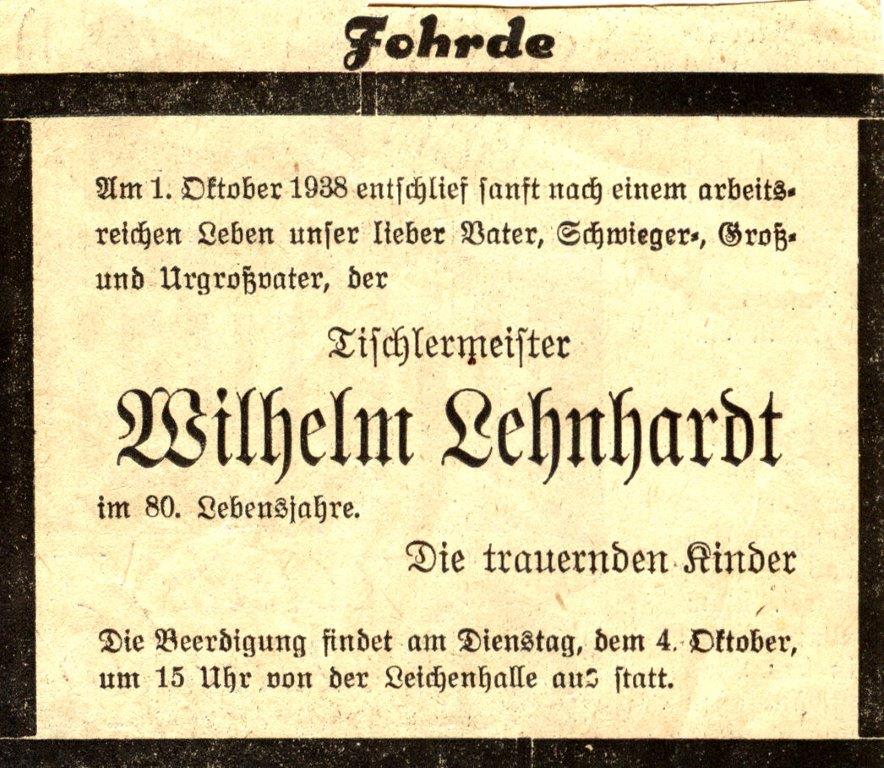 Fohrde
Am 1. Oktober 1938 entschlief sanft nach einem arbeits-
reichen Leben unser lieber Vater, Schwieger-, Groß-
und Urgroßvater, der
Tischlermeister
Wilhelm Lehnhardt
im 80. Lebensjahre.
Die trauernden Kinder
Die Beerdigung findet am Dienstag, dem 4. Oktober,
um 15 Uhr von der Leichenhalle aus statt.